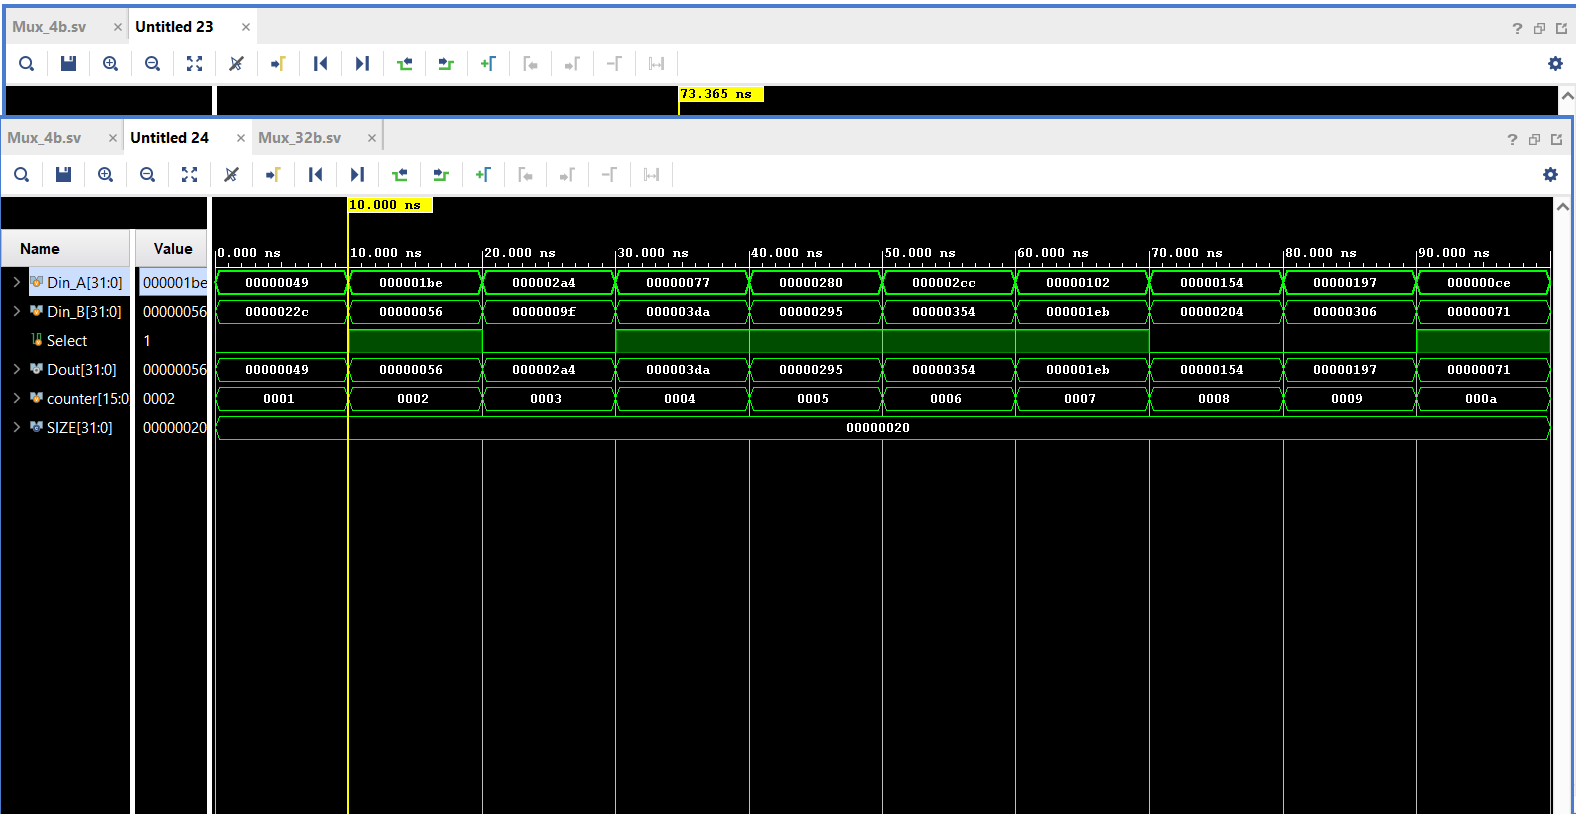 Mux_4b.sv × Untitled 23 ×
?
73.365 ns
Mux_4b.sv × Untitled 24 × Mux_32b.sv ×
?
10.000 ns
Name Value
0.000 ns 10.000 ns 20.000 ns 30.000 ns 40.000 ns 50.000 ns 60.000 ns 70.000 ns 80.000 ns 90.000 ns
Din_A[31:0] 000001be 00000049 000001be 000002a4 00000077 00000280 000002cc 00000102 00000154 00000197 000000ce
Din_B[31:0] 00000056 0000022c 00000056 0000009f 000003da 00000295 00000354 000001eb 00000204 00000306 00000071
Select 1
Dout[31:0] 00000056 00000049 00000056 000002a4 000003da 00000295 00000354 000001eb 00000154 00000197 00000071
counter[15:0 0002 0001 0002 0003 0004 0005 0006 0007 0008 0009 000a
SIZE[31:0] 00000020 00000020